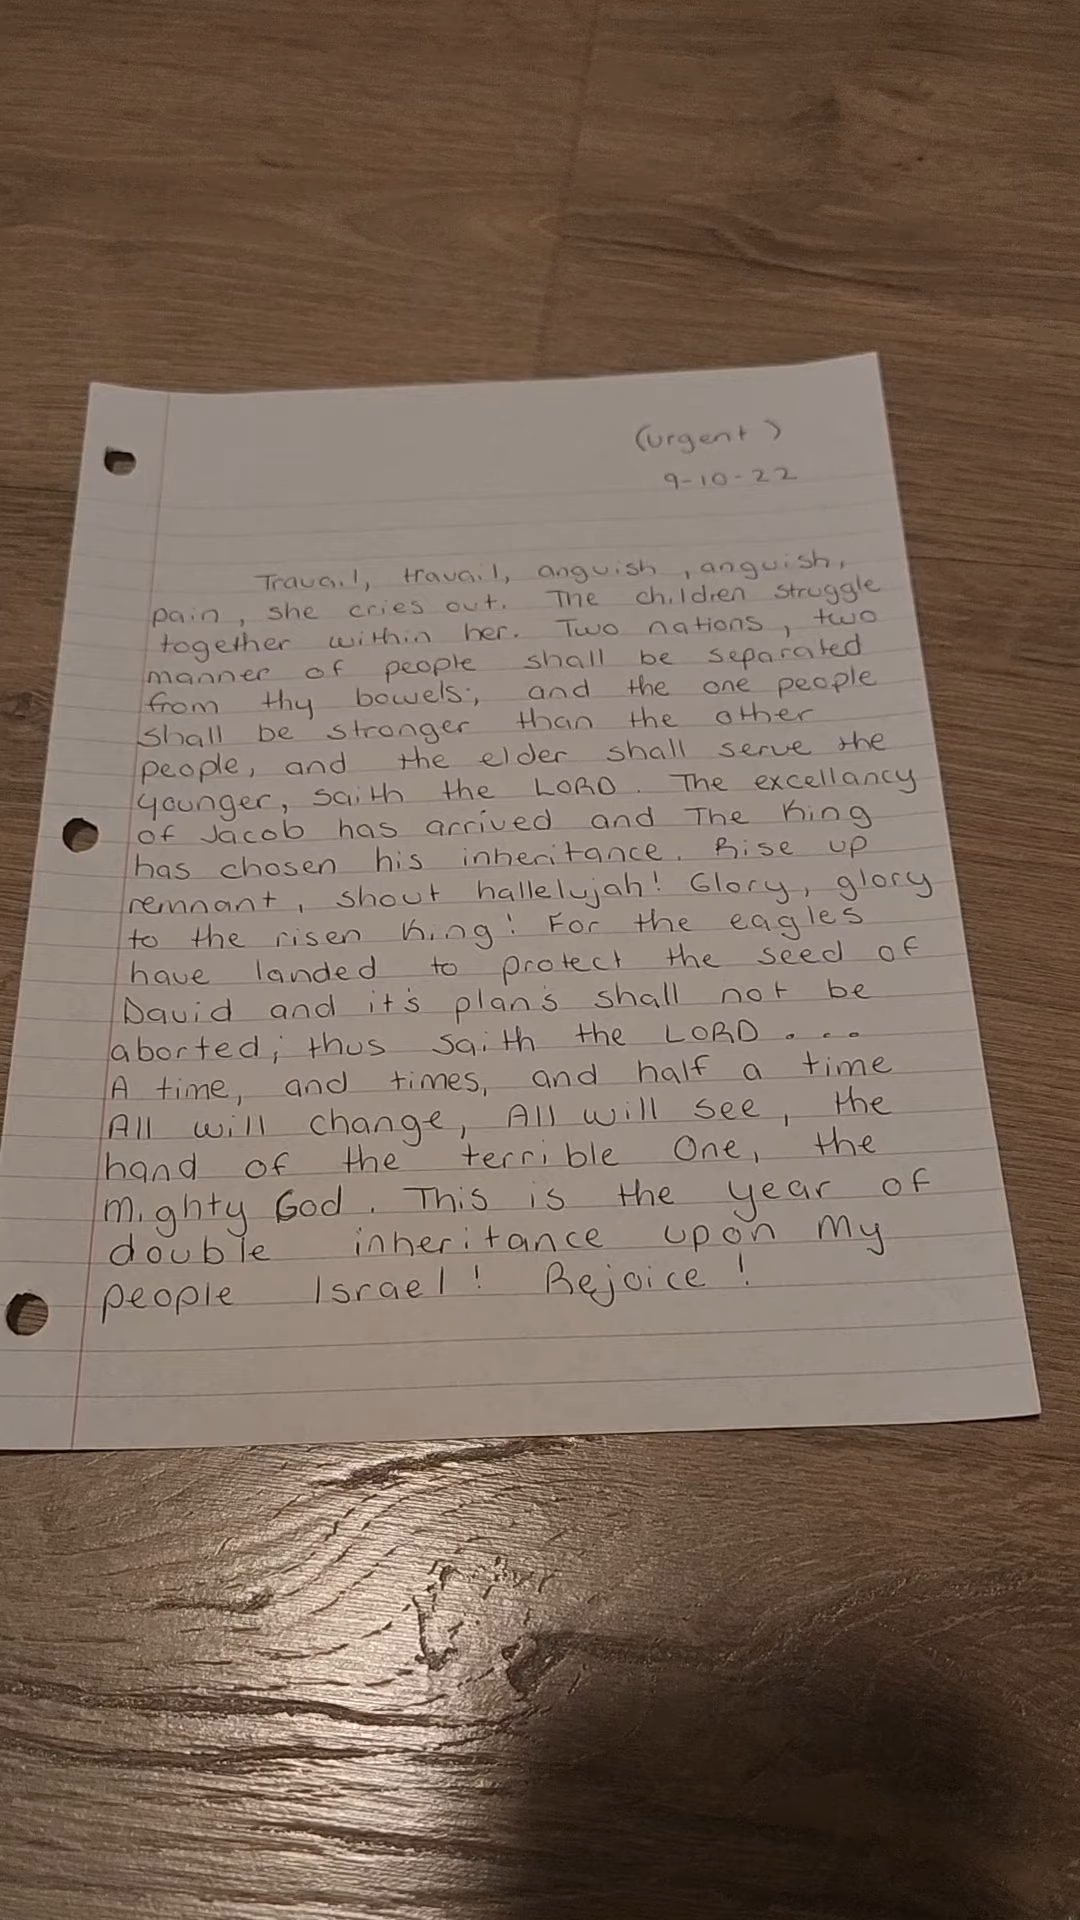 (urgent)
9-10-22
Travail, travail, anguish, anguish,
pain, she cries out. The children struggle
together within her. Two nations, two
manner of people shall be separated
from thy bowels; and the one people
shall be stronger than the other
people, and the elder shall serve the
younger, saith the LORD. The excellancy
of Jacob has arrived and The King
has chosen his inheritance. Rise up
remnant, shout hallelujah! Glory, glory
to the risen King! For the eagles
have landed to protect the seed of
David and it's plan's shall not be
aborted; thus saith the LORD....
A time, and times, and half a time
All will change, All will see, the
hand of the terrible One, the
mighty God. This is the year of
double inheritance upon My
people Israel! Rejoice!